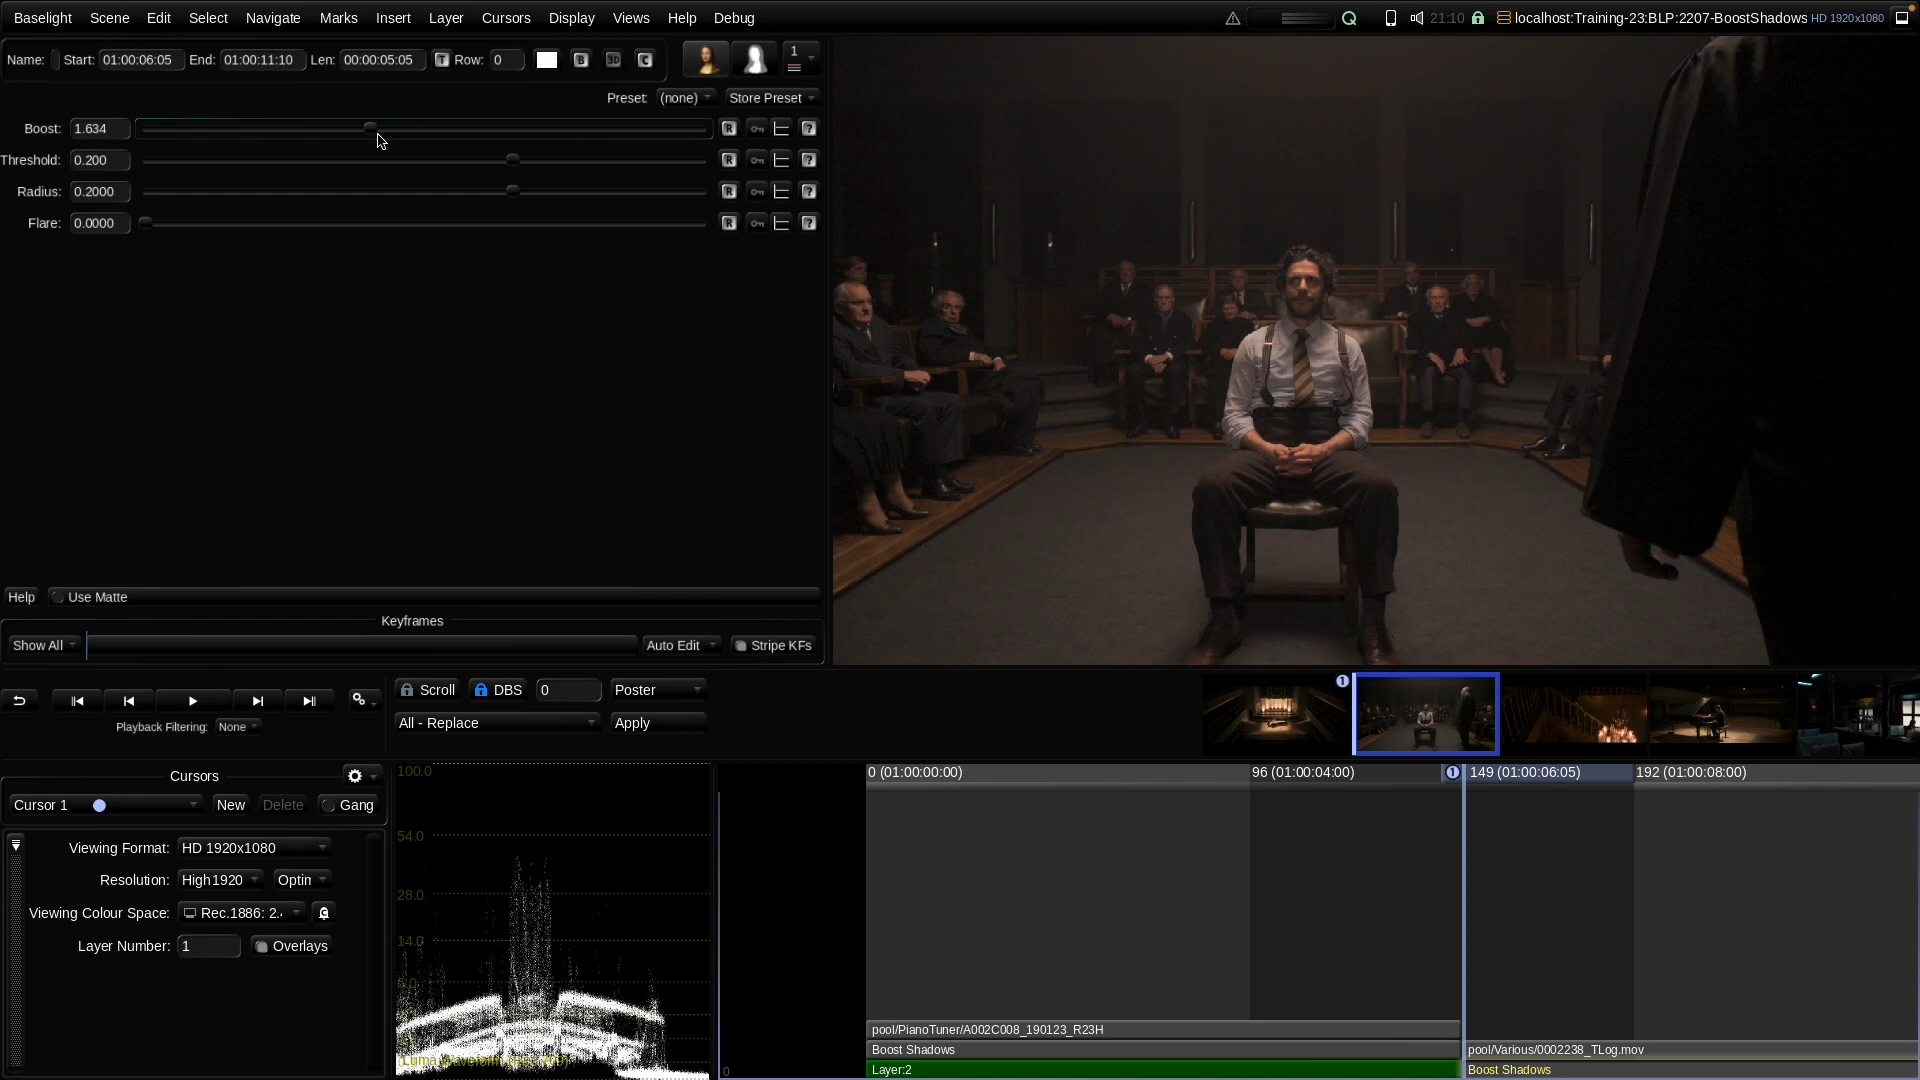 Baselight Scene Edit Select Navigate Marks Insert Layer Cursors Display Views Help Debug 21:10 localhost:Training-23:BLP:2207-BoostShadows HD 1920x1080
Name: Start: 01:00:06:05 End: 01:00:11:10 Len: 00:00:05:05 T Row: 0 B 3D C 1
Preset: (none) Store Preset
Boost: 1.634 R ?
Threshold: 0.200 R ?
Radius: 0.2000 R ?
Flare: 0.0000 R ?
Help Use Matte
Keyframes
Show All Auto Edit Stripe KFs
Scroll DBS 0 Poster
Playback Filtering: None
All - Replace Apply
1
Cursors
Cursor 1 New Delete Gang
Viewing Format: HD 1920x1080
Resolution: High1920 Optin
Viewing Colour Space: Rec.1886: 2.4
Layer Number: 1 Overlays
100.0
54.0
28.0
14.0
6.0
0 (01:00:00:00) 96 (01:00:04:00) 1 149 (01:00:06:05) 192 (01:00:08:00)
pool/PianoTuner/A002C008_190123_R23H
Boost Shadows pool/Various/0002238_TLog.mov
0 Layer:2 Boost Shadows